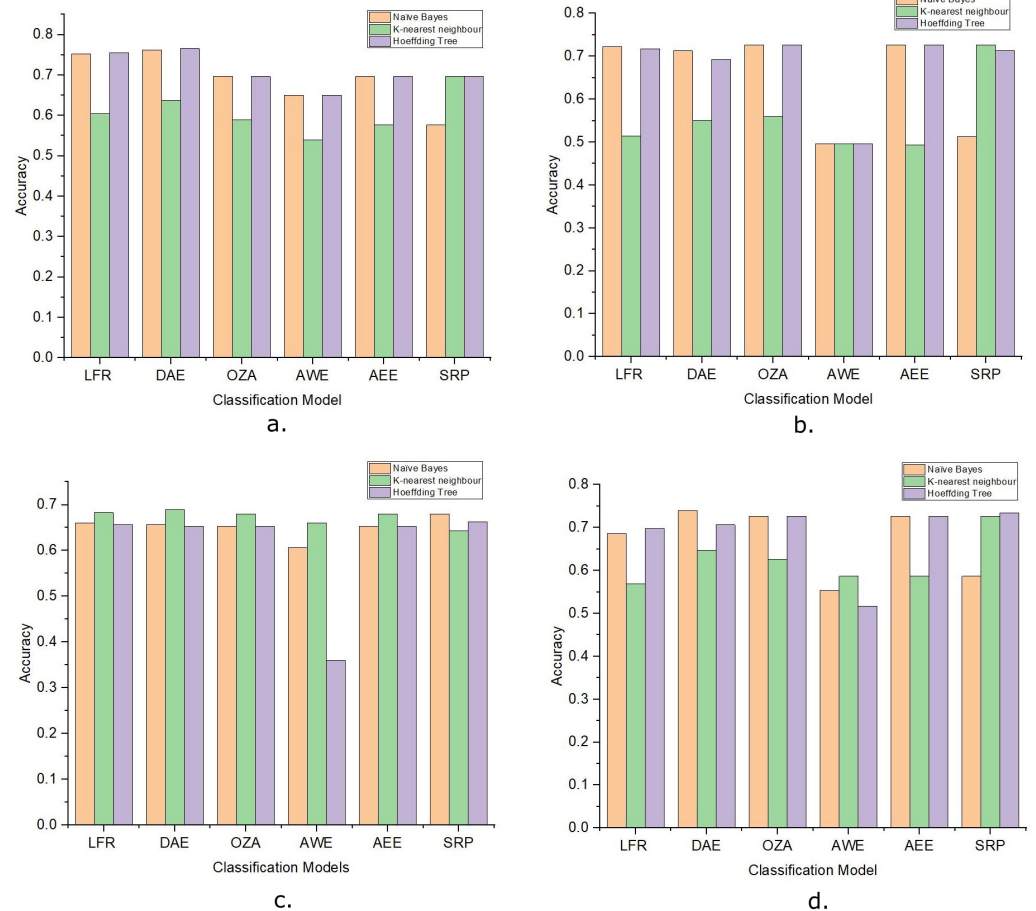 Naïve Bayes
K-nearest neighbour
Hoeffding Tree
0.8
0.7
0.6
0.5
0.4
0.3
0.2
0.1
0.0
Accuracy
LFR DAE OZA AWE AEE SRP
Classification Model
a.
Naïve Bayes
K-nearest neighbour
Hoeffding Tree
0.8
0.7
0.6
0.5
0.4
0.3
0.2
0.1
0.0
Accuracy
LFR DAE OZA AWE AEE SRP
Classification Model
b.
Naïve Bayes
K-nearest neighbour
Hoeffding Tree
0.7
0.6
0.5
0.4
0.3
0.2
0.1
0.0
Accuracy
LFR DAE OZA AWE AEE SRP
Classification Models
c.
Naïve Bayes
K-nearest neighbour
Hoeffding Tree
0.8
0.7
0.6
0.5
0.4
0.3
0.2
0.1
0.0
Accuracy
LFR DAE OZA AWE AEE SRP
Classification Model
d.